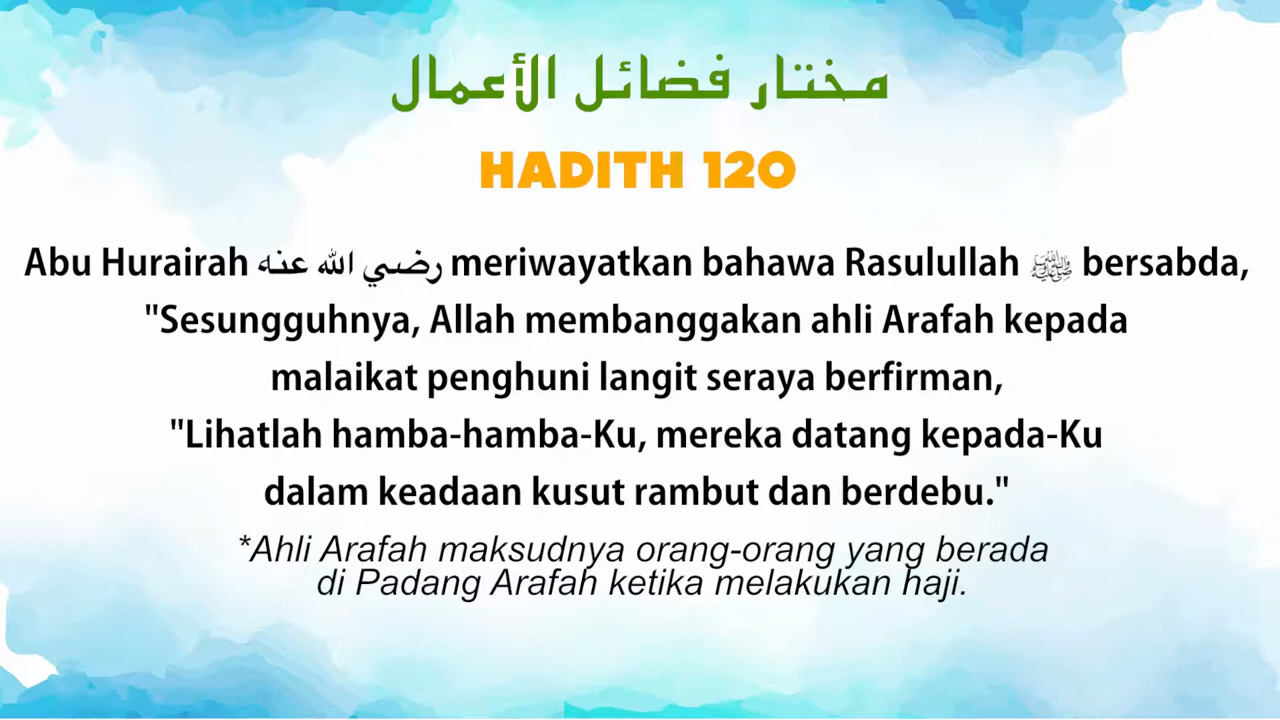 مختار فضائل الأعمال
HADITH 120
Abu Hurairah رضي الله عنه meriwayatkan bahawa Rasulullah ﷺ bersabda,
"Sesungguhnya, Allah membanggakan ahli Arafah kepada
malaikat penghuni langit seraya berfirman,
"Lihatlah hamba-hamba-Ku, mereka datang kepada-Ku
dalam keadaan kusut rambut dan berdebu."
*Ahli Arafah maksudnya orang-orang yang berada
di Padang Arafah ketika melakukan haji.